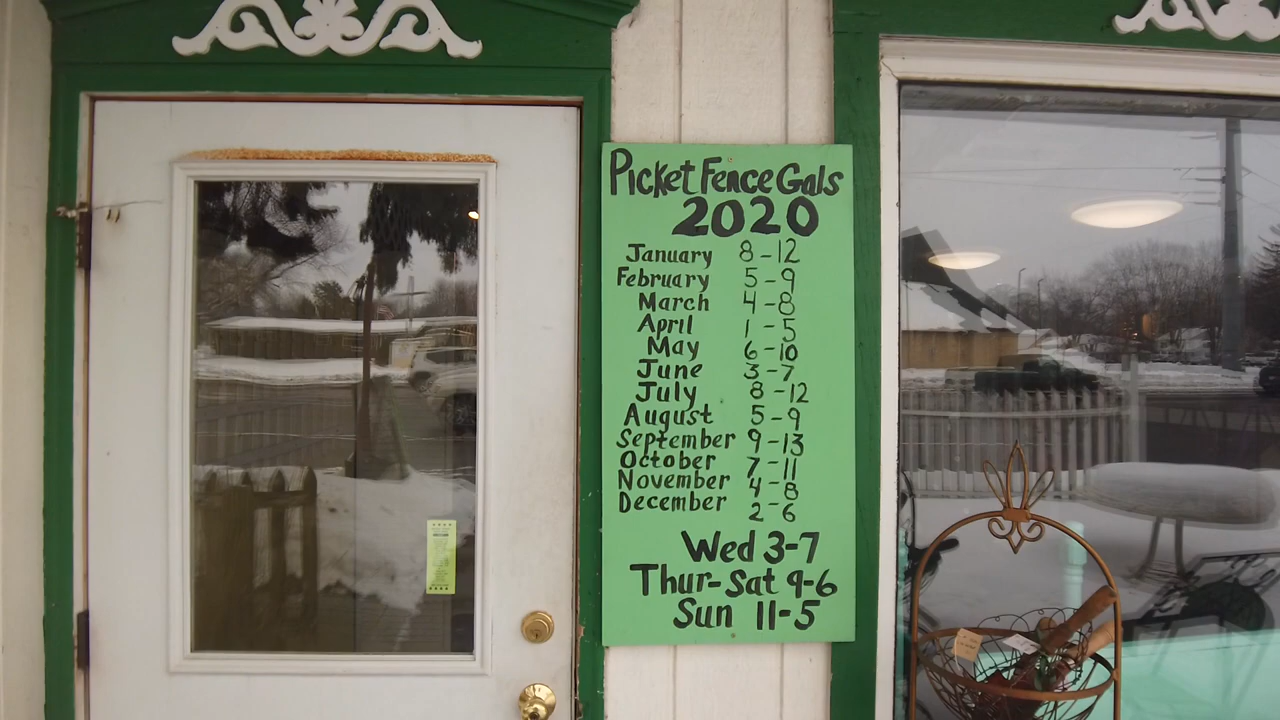 Picket Fence Gals
2020
January 8-12
February 5-9
March 4-8
April 1-5
May 6-10
June 3-7
July 8-12
August 5-9
September 9-13
October 7-11
November 4-8
December 2-6
Wed 3-7
Thur-Sat 9-6
Sun 11-5